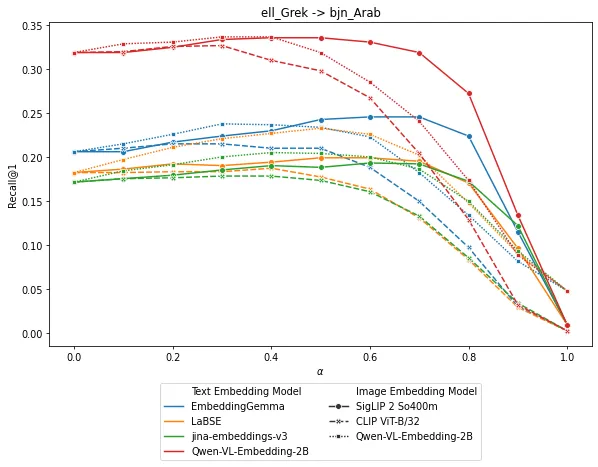 ell_Grek -> bjn_Arab
0.35
0.30
0.25
0.20
0.15
0.10
0.05
0.00
Recall@1
0.0 0.2 0.4 0.6 0.8 1.0
α
Text Embedding Model Image Embedding Model
EmbeddingGemma SigLIP 2 So400m
LaBSE CLIP ViT-B/32
jina-embeddings-v3 Qwen-VL-Embedding-2B
Qwen-VL-Embedding-2B